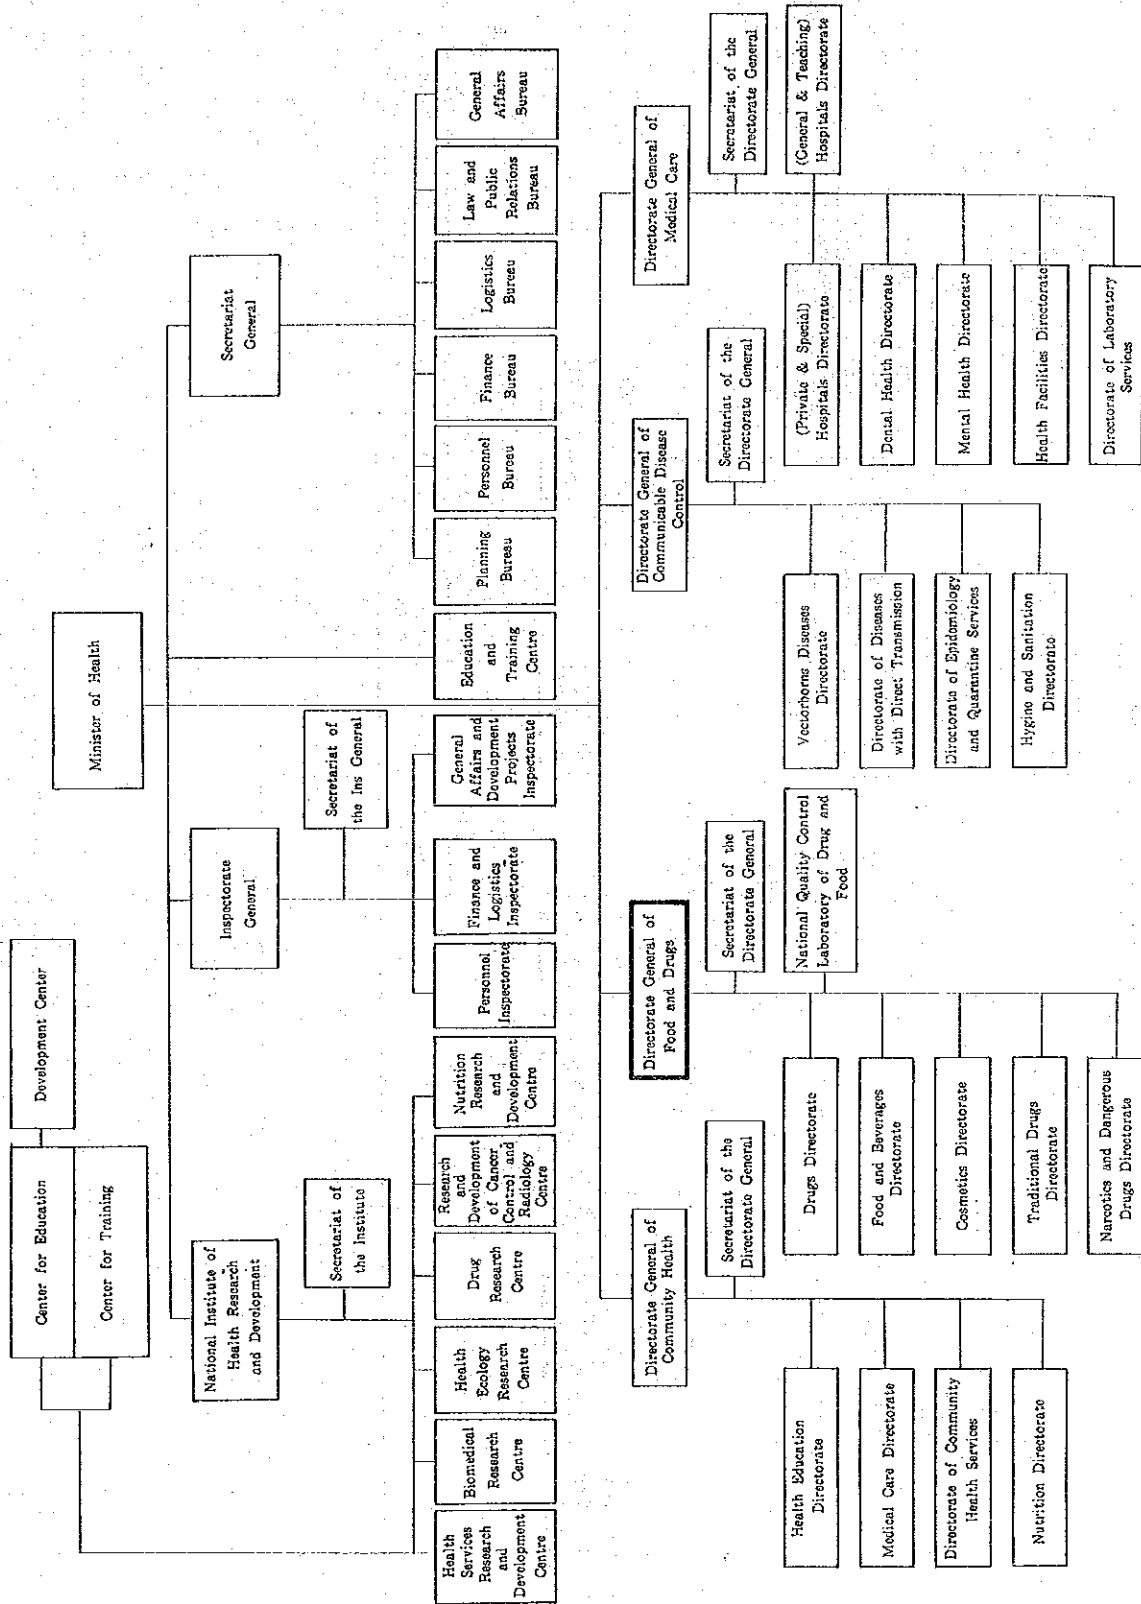 Center for Education
Center for Training
Development Center
Minister of Health
National Institute of
Health Research
and Development
Inspectorate
General
Secretariat
General
Secretariat of
the Institute
Secretariat of
the Ins General
Health
Services
Research
and
Development
Centre
Biomedical
Research
Centre
Health
Ecology
Research
Centre
Drug
Research
Centre
Research
and
Development
of Cancer
Control and
Radiology
Centre
Nutrition
Research
and
Development
Centre
Personnel
Inspectorate
Finance and
Logistics
Inspectorate
General
Affairs and
Development
Projects
Inspectorate
Education
and
Training
Centre
Planning
Bureau
Personnel
Bureau
Finance
Bureau
Logistics
Bureau
Law and
Public
Relations
Bureau
General
Affairs
Bureau
Directorate General of
Community Health
Directorate General of
Food and Drugs
Directorate General of
Communicable Disease
Control
Directorate General of
Medical Care
Secretariat of the
Directorate General
Health Education
Directorate
Medical Care Directorate
Directorate of Community
Health Services
Nutrition Directorate
Secretariat of the
Directorate General
National Quality Control
Laboratory of Drug and
Food
Drugs Directorate
Food and Beverages
Directorate
Cosmetics Directorate
Traditional Drugs
Directorate
Narcotics and Dangerous
Drugs Directorate
Secretariat of the
Directorate General
Vectorborns Diseases
Directorate
Directorate of Diseases
with Direct Transmission
Directorate of Epidemiology
and Quarantine Services
Hygine and Sanitation
Directorate
Secretariat of the
Directorate General
(General & Teaching)
Hospitals Directorate
(Private & Special)
Hospitals Directorate
Dental Health Directorate
Mental Health Directorate
Health Facilities Directorate
Directorate of Laboratory
Services